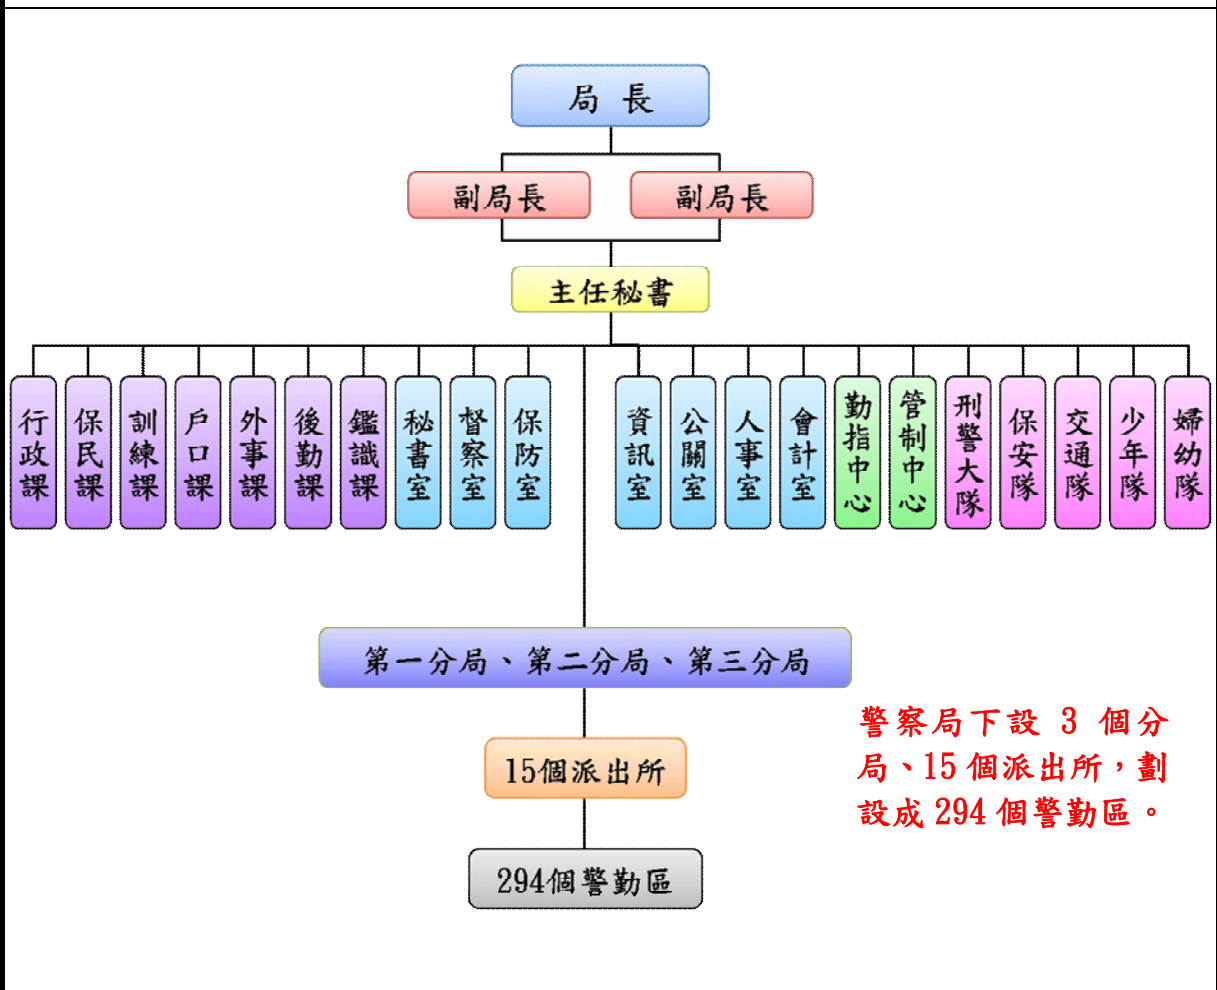 局 長
副局長
副局長
主任秘書
行政課
保民課
訓練課
戶口課
外事課
後勤課
鑑識課
秘書室
督察室
保防室
資訊室
公關室
人事室
會計室
勤指中心
管制中心
刑警大隊
保安隊
交通隊
少年隊
婦幼隊
第一分局、第二分局、第三分局
15個派出所
294個警勤區
警察局下設 3 個分
局、15 個派出所，劃
設成 294 個警勤區。